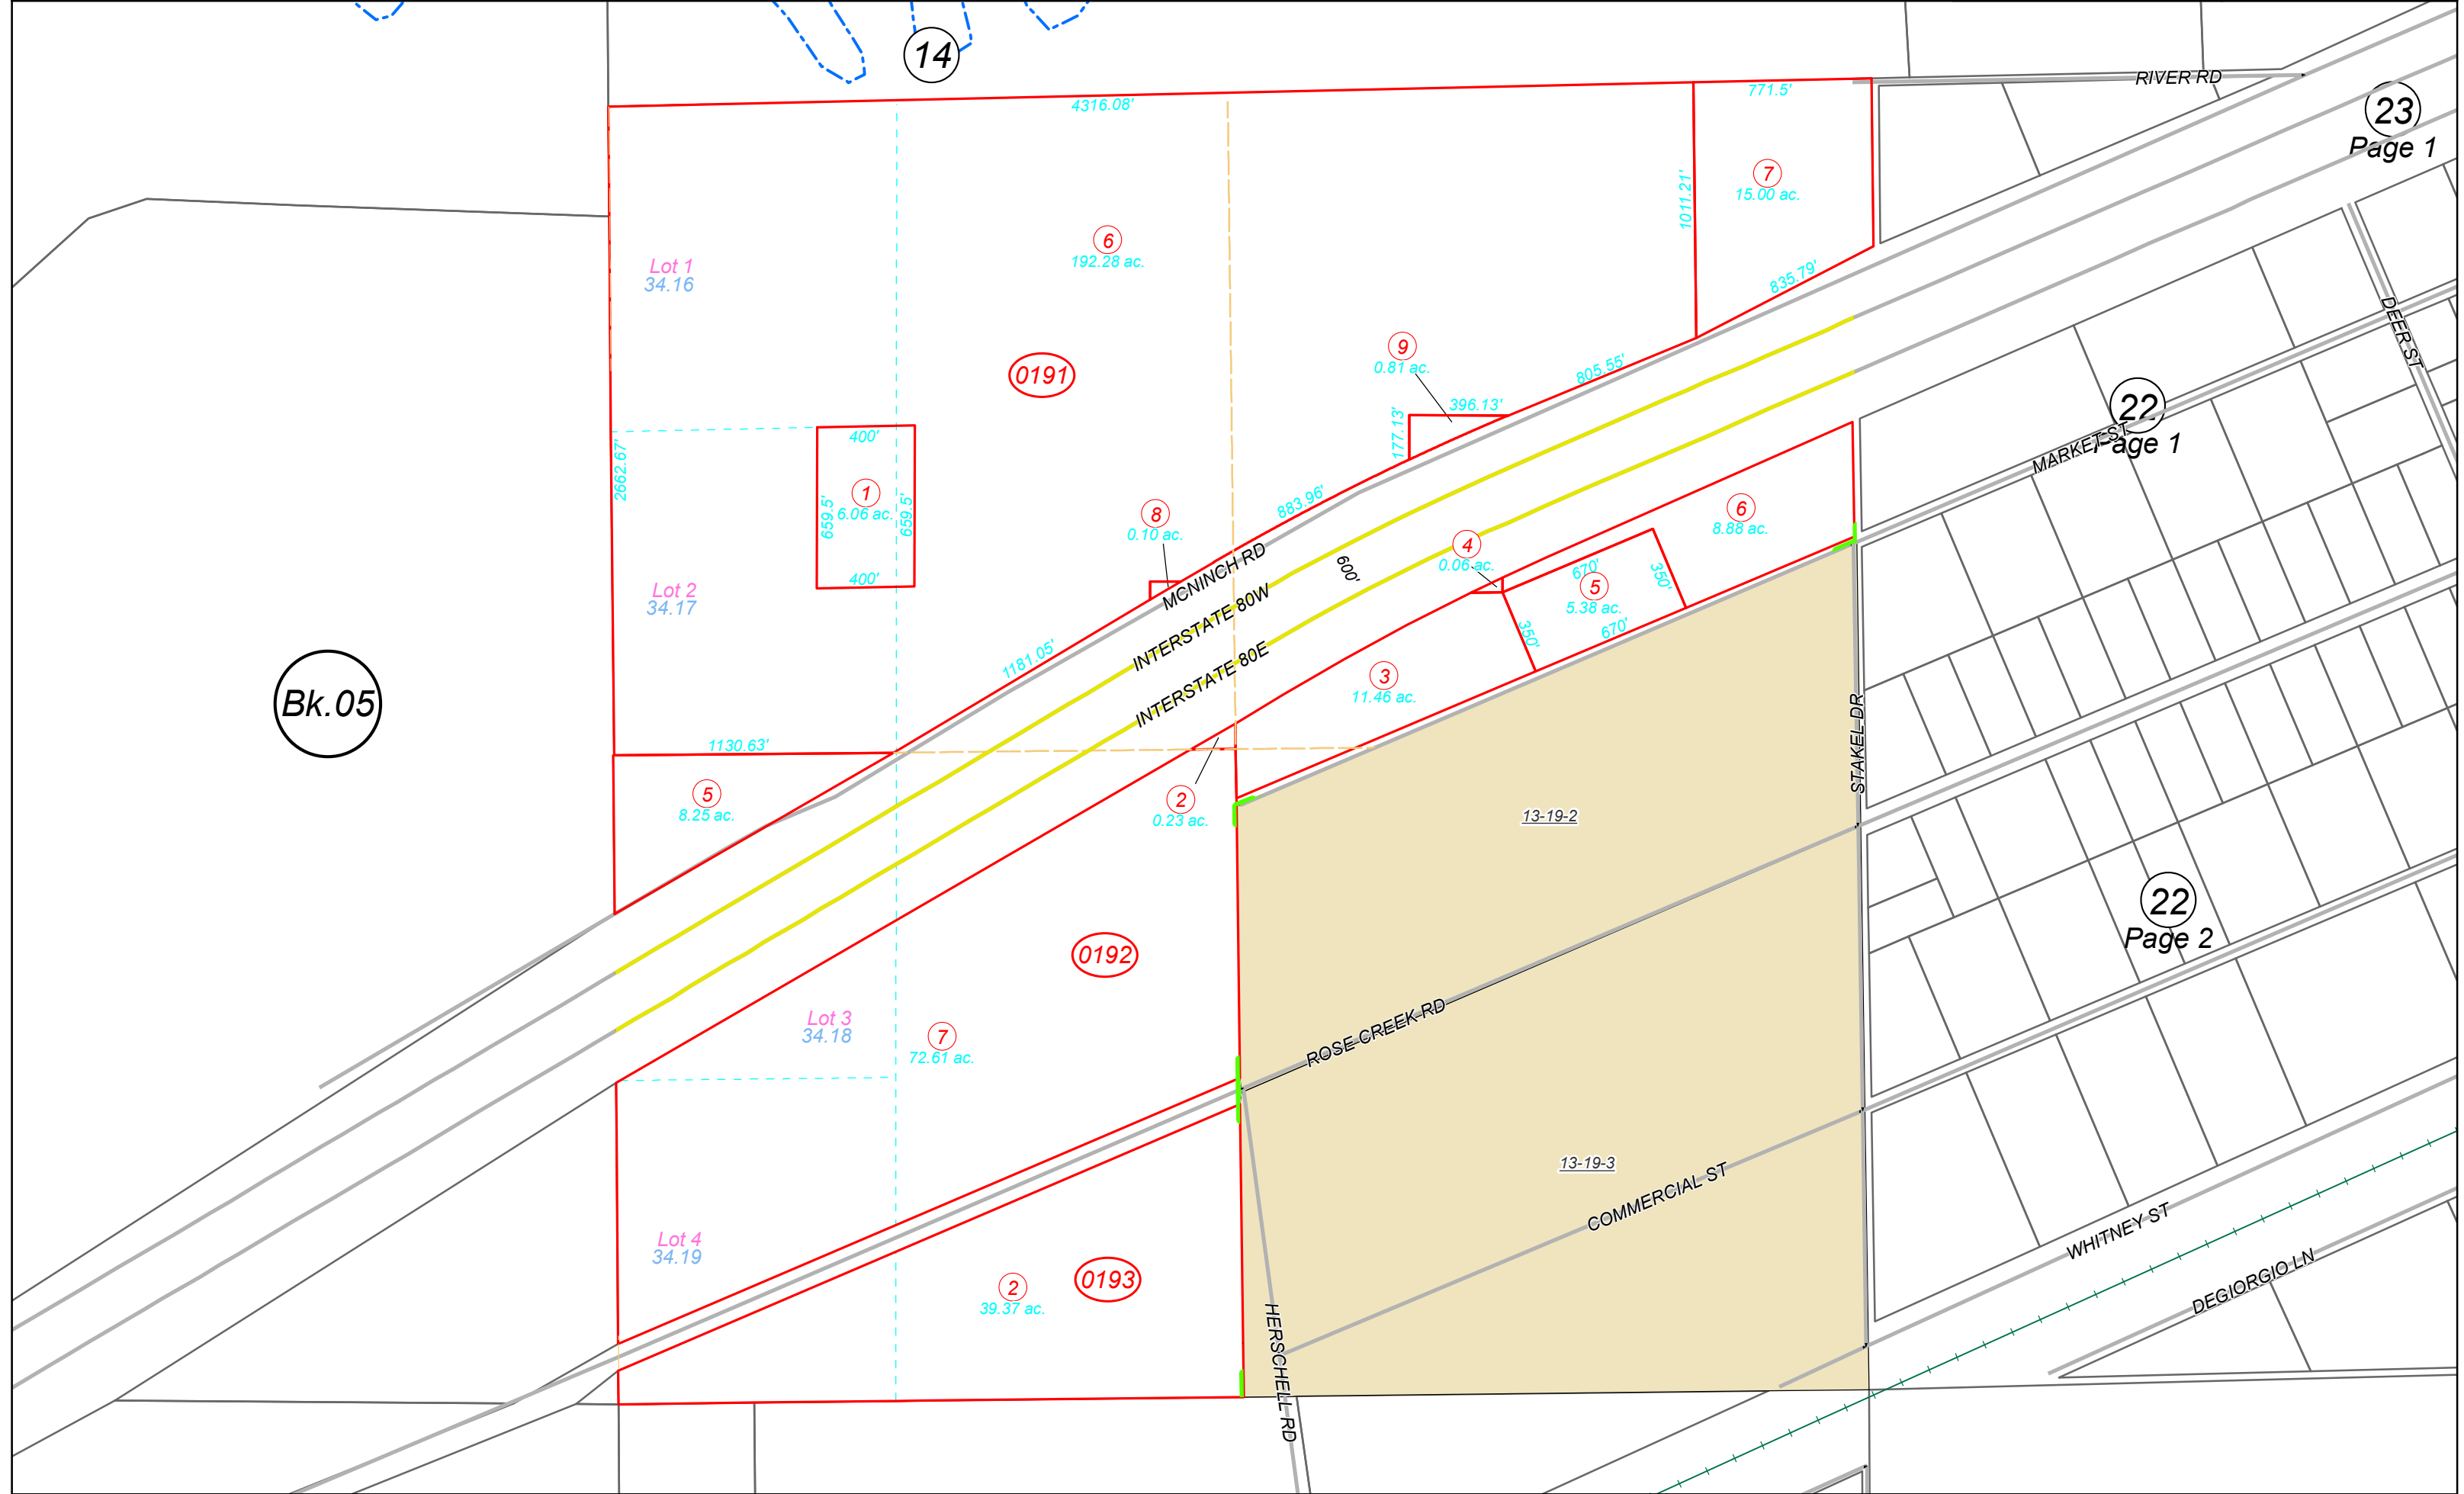 14
RIVER RD
23
Page 1
4316.08'
771.5'
1011.21'
7
15.00 ac.
835.79'
6
192.28 ac.
Lot 1
34.16
0191
9
0.81 ac.
805.55'
396.13'
177.13'
DEER ST
22
Page 1
MARKET ST
2662.67'
400'
1
6.06 ac.
659.5'
659.5'
400'
8
0.10 ac.
883.96'
MCNINCH RD
INTERSTATE 80W
INTERSTATE 80E
600'
4
0.06 ac.
6
8.88 ac.
670'
350'
5
5.38 ac.
350'
670'
Lot 2
34.17
1181.05'
3
11.46 ac.
Bk.05
1130.63'
5
8.25 ac.
2
0.23 ac.
STAKEL DR
13-19-2
22
Page 2
0192
Lot 3
34.18
7
72.61 ac.
ROSE CREEK RD
13-19-3
COMMERCIAL ST
WHITNEY ST
DEGIORGIO LN
Lot 4
34.19
2
39.37 ac.
0193
HERSCHELL RD